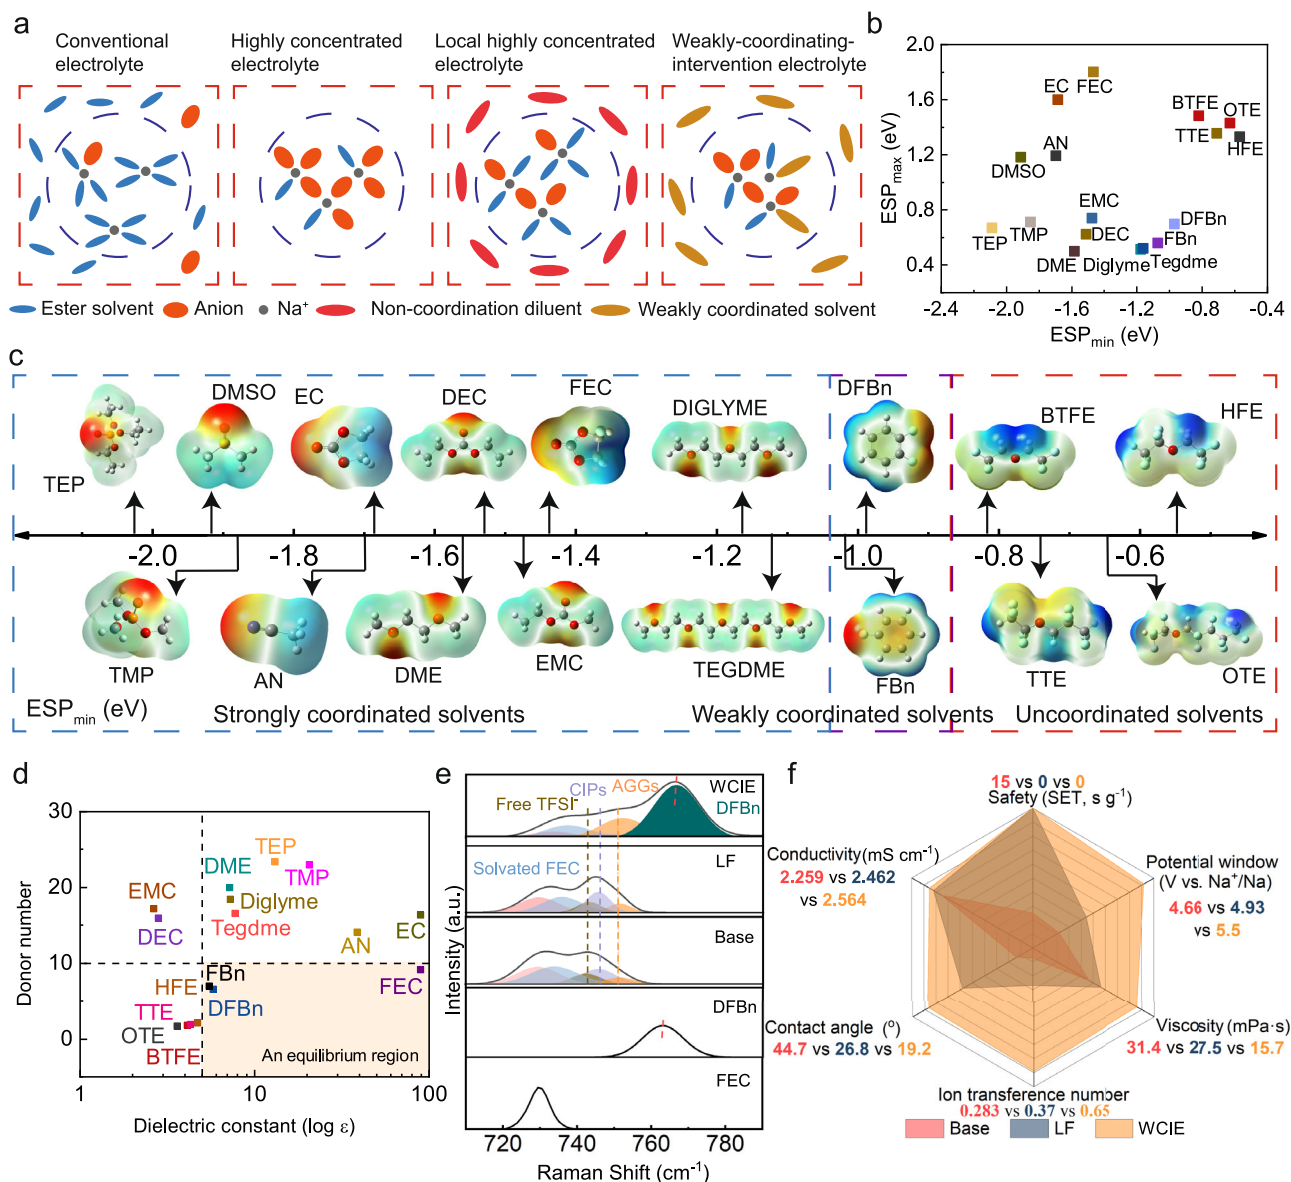 a
Conventional
electrolyte
Highly concentrated
electrolyte
Local highly concentrated
electrolyte
Weakly-coordinating-
intervention electrolyte
Ester solvent
Anion
Na⁺
Non-coordination diluent
Weakly coordinated solvent
b
2.0
1.6
1.2
0.8
0.4
ESPmax (eV)
EC
FEC
BTFE
OTE
TTE
HFE
AN
DMSO
EMC
DFBn
TEP
TMP
DEC
FBn
DME
Diglyme
Tegdme
-2.4
-2.0
-1.6
-1.2
-0.8
-0.4
ESPmin (eV)
c
TEP
DMSO
EC
DEC
FEC
DIGLYME
DFBn
BTFE
HFE
-2.0
-1.8
-1.6
-1.4
-1.2
-1.0
-0.8
-0.6
TMP
AN
DME
EMC
TEGDME
FBn
TTE
OTE
ESPmin (eV)
Strongly coordinated solvents
Weakly coordinated solvents
Uncoordinated solvents
d
30
20
10
0
Donor number
TEP
DME
TMP
EMC
Diglyme
DEC
Tegdme
AN
EC
FBn
HFE
FEC
DFBn
TTE
OTE
BTFE
An equilibrium region
1
10
100
Dielectric constant (log ε)
e
Intensity (a.u.)
CIPs
AGGs
WCIE
Free TFSI⁻
DFBn
Solvated FEC
LF
Base
DFBn
FEC
720
740
760
780
Raman Shift (cm⁻¹)
f
15 vs 0 vs 0
Safety (SET, s g⁻¹)
Conductivity(mS cm⁻¹)
2.259 vs 2.462
vs 2.564
Potential window
(V vs. Na⁺/Na)
4.66 vs 4.93
vs 5.5
Contact angle (º)
44.7 vs 26.8 vs 19.2
Viscosity (mPa·s)
31.4 vs 27.5 vs 15.7
Ion transference number
0.283 vs 0.37 vs 0.65
Base
LF
WCIE